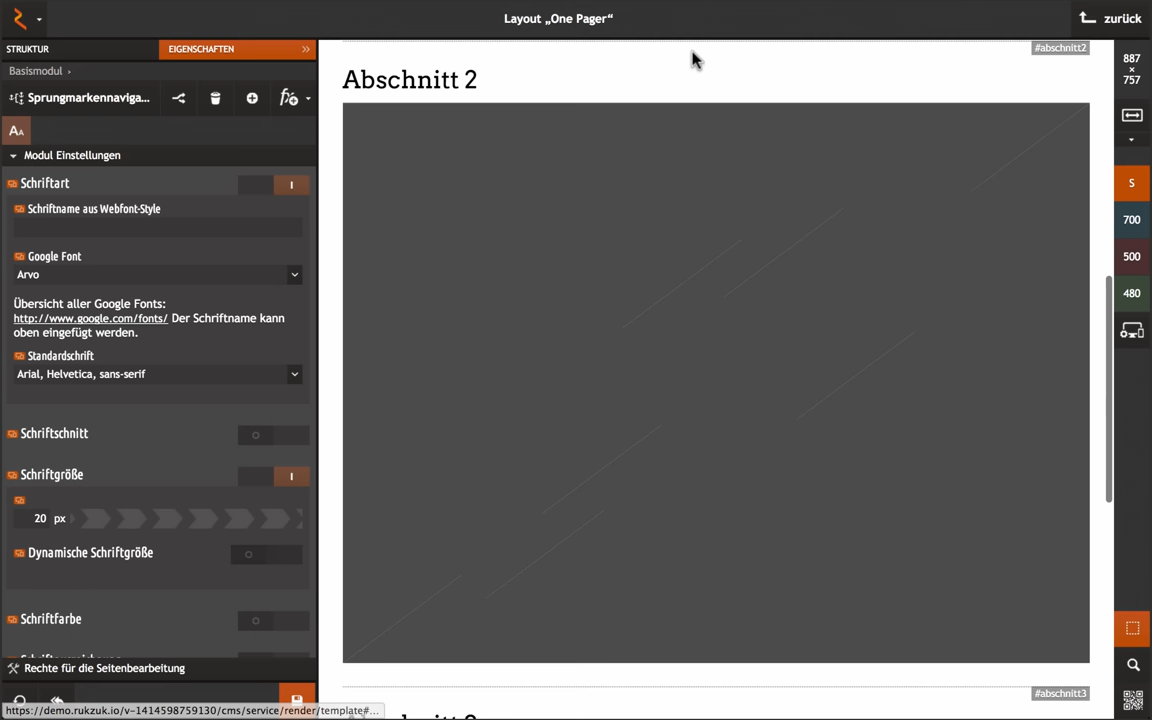 Layout „One Pager“
zurück
STRUKTUR
EIGENSCHAFTEN
Basismodul ›
Sprungmarkennaviga...
Modul Einstellungen
Schriftart
I
Schriftname aus Webfont-Style
Google Font
Arvo
Übersicht aller Google Fonts:
http://www.google.com/fonts/ Der Schriftname kann
oben eingefügt werden.
Standardschrift
Arial, Helvetica, sans-serif
Schriftschnitt
Schriftgröße
I
20 px
Dynamische Schriftgröße
Schriftfarbe
Rechte für die Seitenbearbeitung
https://demo.rukzuk.io/v-1414598759130/cms/service/render/template#...
#abschnitt2
Abschnitt 2
#abschnitt3
887
×
757
S
700
500
480